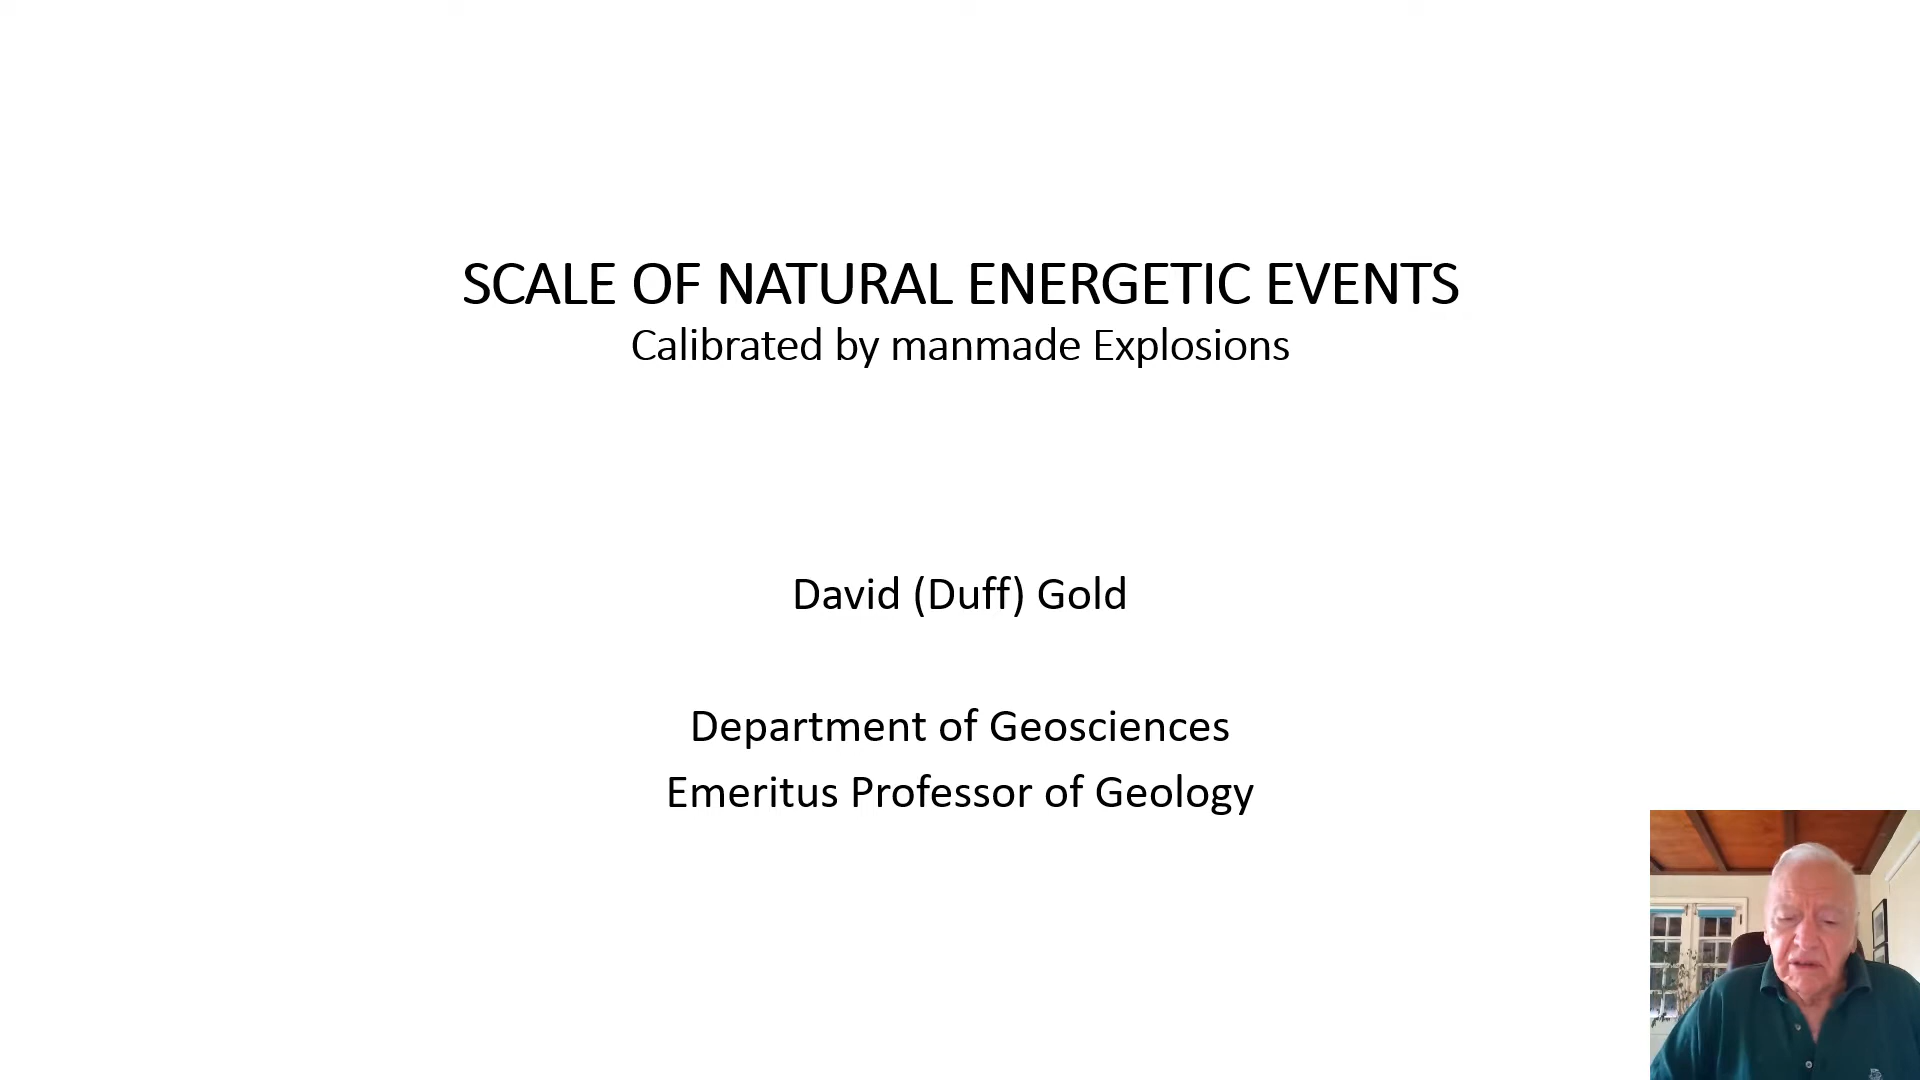 SCALE OF NATURAL ENERGETIC EVENTS
Calibrated by manmade Explosions
David (Duff) Gold
Department of Geosciences
Emeritus Professor of Geology